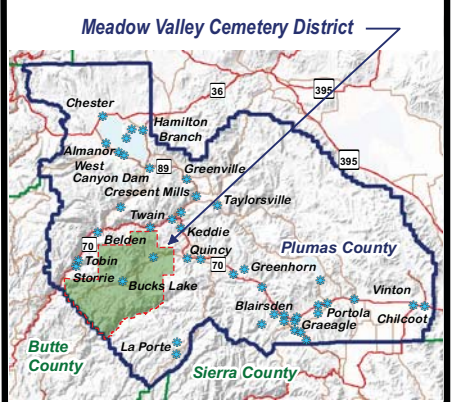 Meadow Valley Cemetery District
36
395
Chester
Hamilton
Branch
395
Almanor
West
89
Canyon Dam
Greenville
Crescent Mills
Taylorsville
Twain
Keddie
70
Belden
Quincy
Plumas County
Tobin
70
Greenhorn
Storrie
Bucks Lake
Vinton
Blairsden
Portola
Chilcoot
Graeagle
Butte
County
La Porte
Sierra County